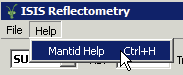 ISIS Reflectometry
File Help
Mantid Help Ctrl+H
SU